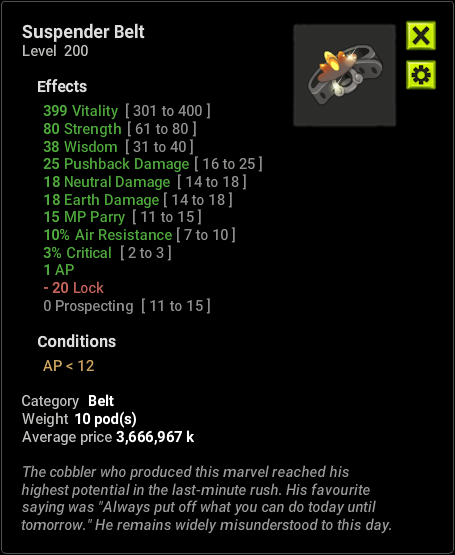 Suspender Belt
Level 200
Effects
399 Vitality [ 301 to 400 ]
80 Strength [ 61 to 80 ]
38 Wisdom [ 31 to 40 ]
25 Pushback Damage [ 16 to 25 ]
18 Neutral Damage [ 14 to 18 ]
18 Earth Damage [ 14 to 18 ]
15 MP Parry [ 11 to 15 ]
10% Air Resistance [ 7 to 10 ]
3% Critical [ 2 to 3 ]
1 AP
- 20 Lock
0 Prospecting [ 11 to 15 ]
Conditions
AP < 12
Category Belt
Weight 10 pod(s)
Average price 3,666,967 k
The cobbler who produced this marvel reached his
highest potential in the last-minute rush. His favourite
saying was "Always put off what you can do today until
tomorrow." He remains widely misunderstood to this day.